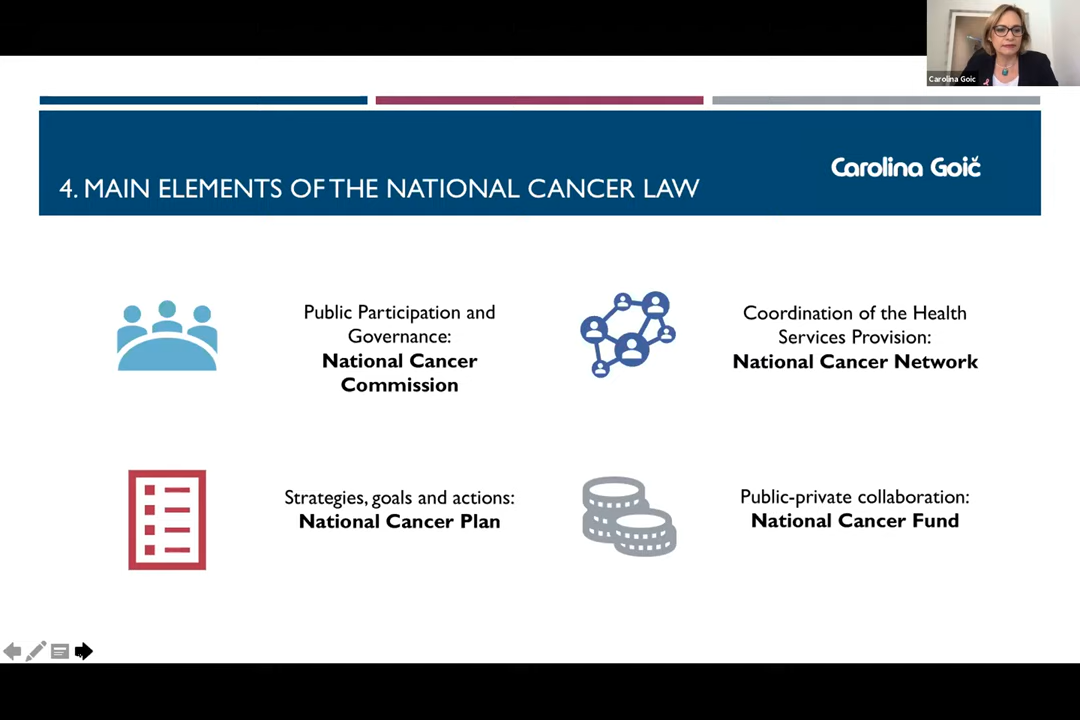 Carolina Goic
Carolina Goič
4. MAIN ELEMENTS OF THE NATIONAL CANCER LAW
Public Participation and
Governance:
National Cancer
Commission
Coordination of the Health
Services Provision:
National Cancer Network
Strategies, goals and actions:
National Cancer Plan
Public-private collaboration:
National Cancer Fund